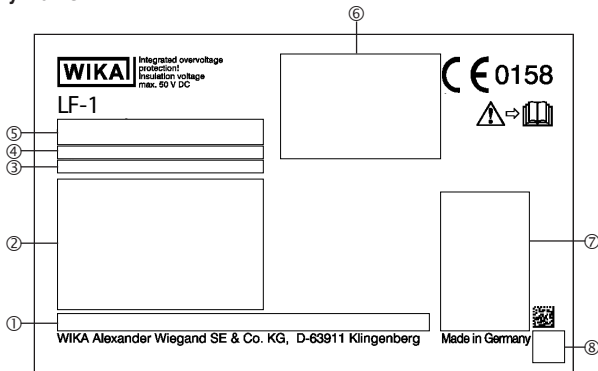 ⑥
WIKA
Integrated overvoltage
protection!
Insulation voltage
max. 50 V DC
CE 0158
LF-1
⑤
④
③
②
⑦
①
WIKA Alexander Wiegand SE & Co. KG, D-63911 Klingenberg
Made in Germany
⑧